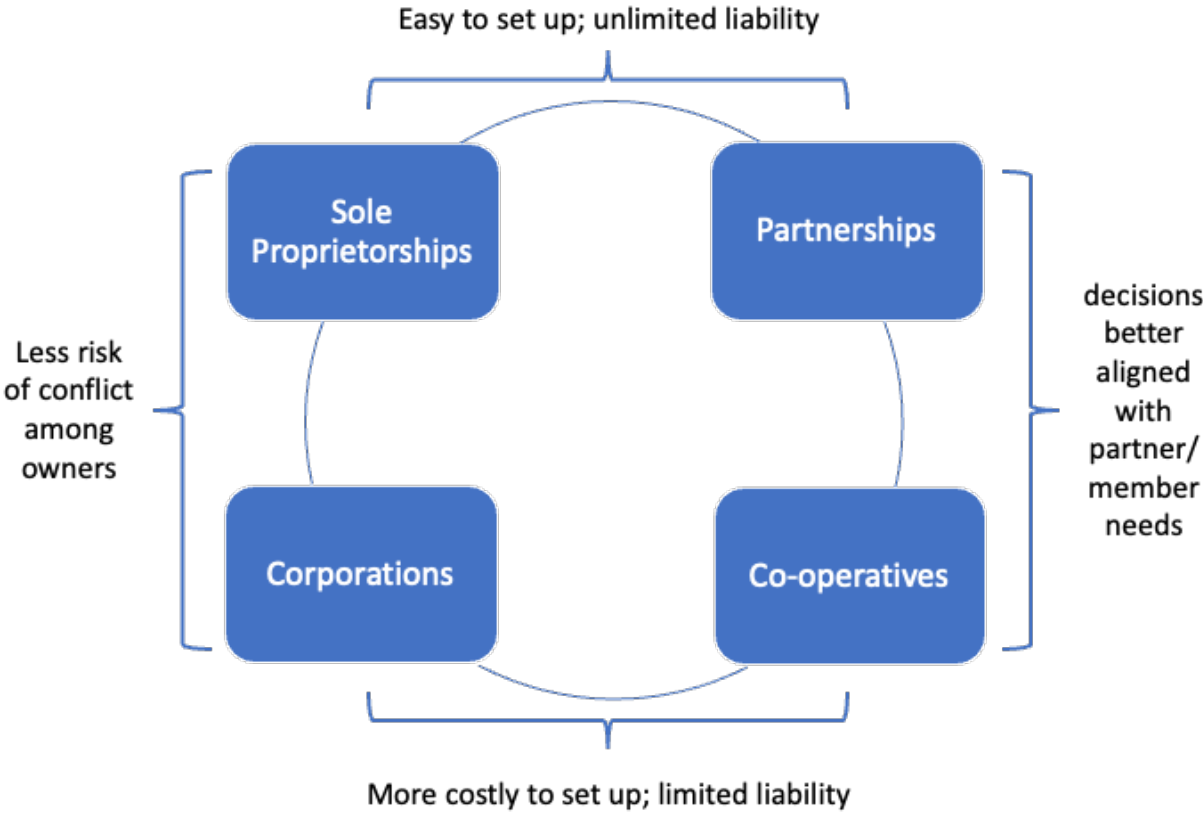 Easy to set up; unlimited liability
Sole
Proprietorships
Partnerships
Less risk
of conflict
among
owners
decisions
better
aligned
with
partner/
member
needs
Corporations
Co-operatives
More costly to set up; limited liability